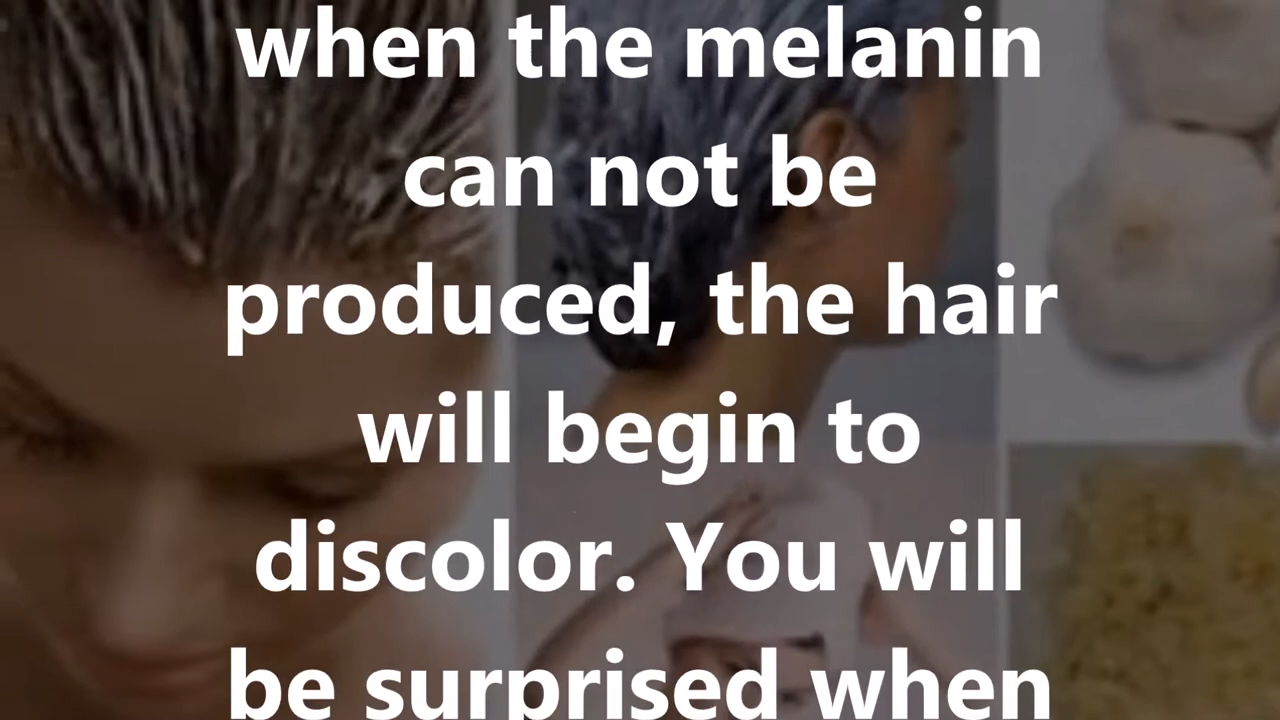 when the melanin
can not be
produced, the hair
will begin to
discolor. You will
be surprised when